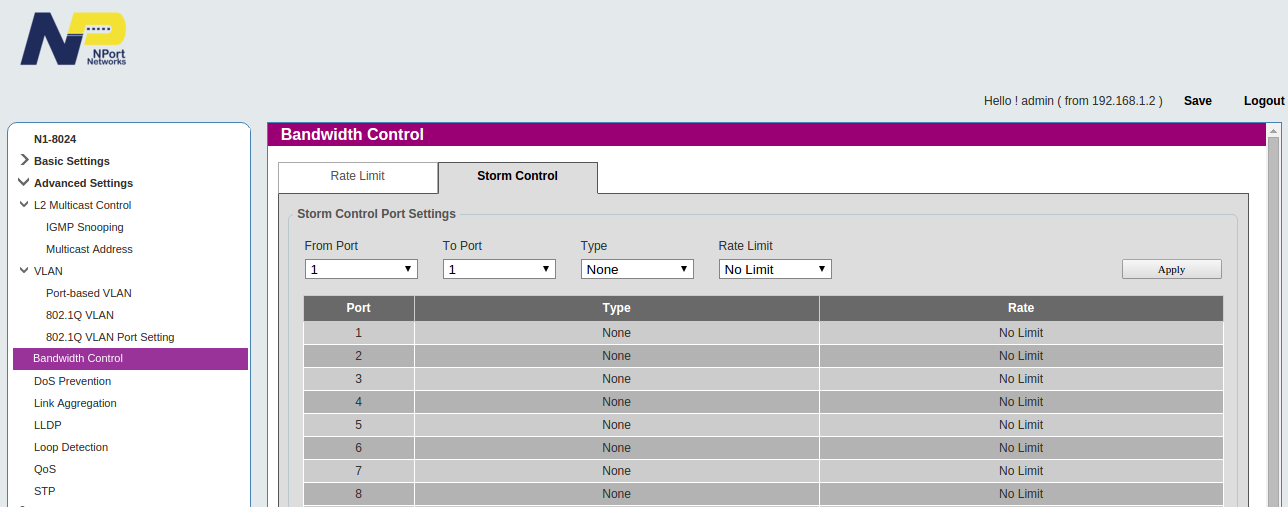 NPort
Networks
Hello ! admin ( from 192.168.1.2 ) Save Logout
N1-8024
Basic Settings
Advanced Settings
L2 Multicast Control
IGMP Snooping
Multicast Address
VLAN
Port-based VLAN
802.1Q VLAN
802.1Q VLAN Port Setting
Bandwidth Control
DoS Prevention
Link Aggregation
LLDP
Loop Detection
QoS
STP
Bandwidth Control
Rate Limit Storm Control
Storm Control Port Settings
From Port To Port Type Rate Limit
1 1 None No Limit Apply
Port Type Rate
1 None No Limit
2 None No Limit
3 None No Limit
4 None No Limit
5 None No Limit
6 None No Limit
7 None No Limit
8 None No Limit